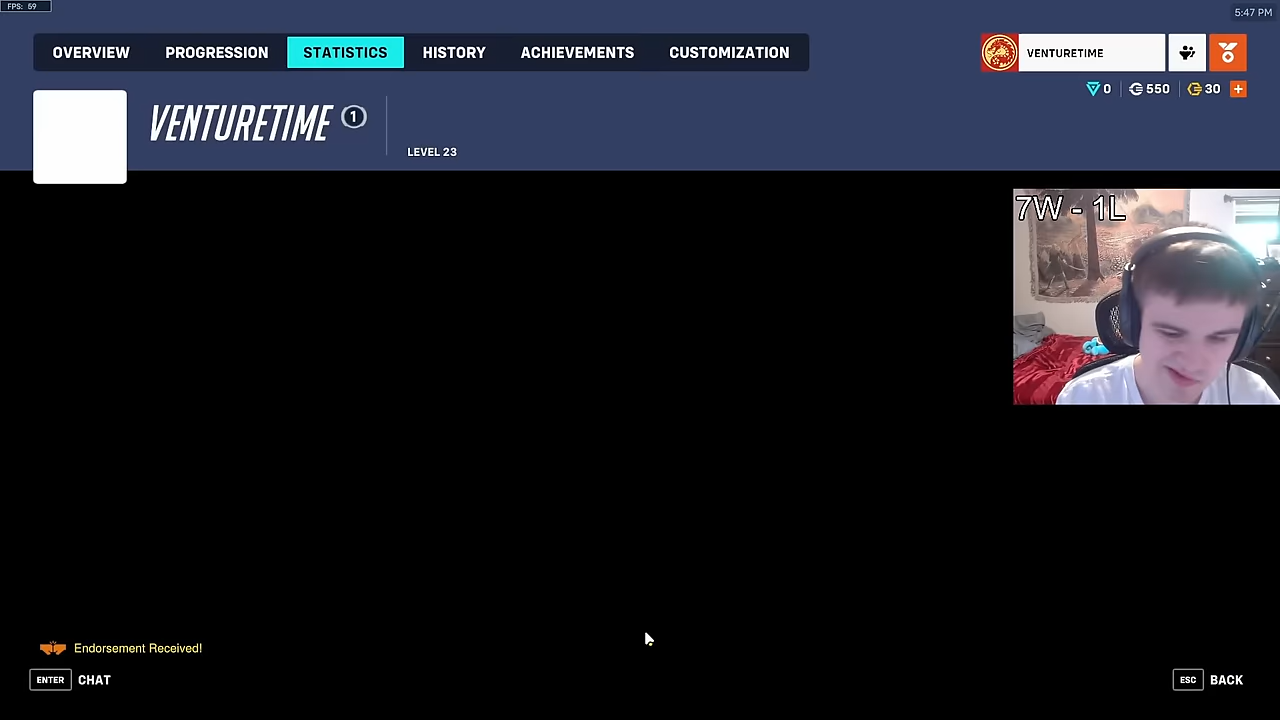 FPS: 59
5:47 PM
OVERVIEW PROGRESSION STATISTICS HISTORY ACHIEVEMENTS CUSTOMIZATION
VENTURETIME
0 550 30 +
VENTURETIME 1
LEVEL 23
7W - 1L
Endorsement Received!
ENTER CHAT
ESC BACK